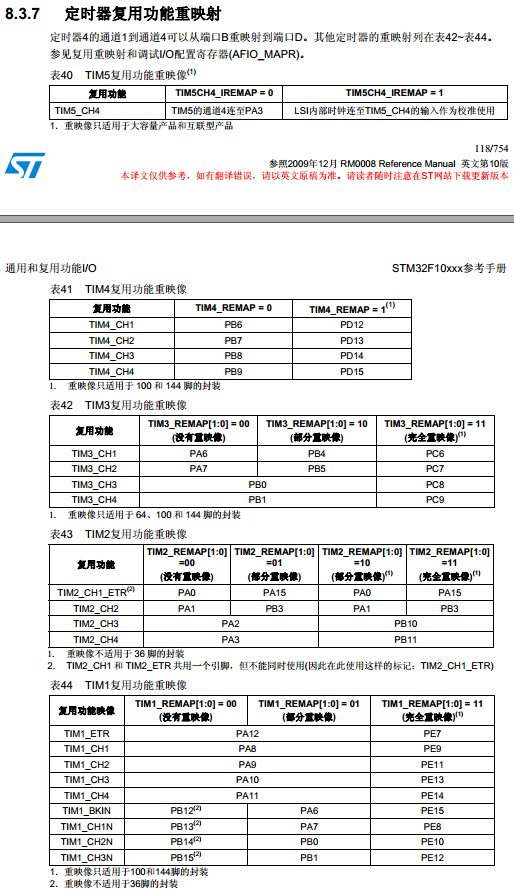 8.3.7 定时器复用功能重映射
定时器4的通道1到通道4可以从端口B重映射到端口D。其他定时器的重映射列在表42~表44。
参见复用重映射和调试I/O配置寄存器(AFIO_MAPR)。
表40 TIM5复用功能重映像(1)
复用功能 TIM5CH4_IREMAP = 0 TIM5CH4_IREMAP = 1
TIM5_CH4 TIM5的通道4连至PA3 LSI内部时钟连至TIM5_CH4的输入作为校准使用
1. 重映像只适用于大容量产品和互联型产品
118/754
ST
参照2009年12月 RM0008 Reference Manual 英文第10版
本译文仅供参考，如有翻译错误，请以英文原稿为准。请读者随时注意在ST网站下载更新版本
通用和复用功能I/O STM32F10xxx参考手册
表41 TIM4复用功能重映像
复用功能 TIM4_REMAP = 0 TIM4_REMAP = 1(1)
TIM4_CH1 PB6 PD12
TIM4_CH2 PB7 PD13
TIM4_CH3 PB8 PD14
TIM4_CH4 PB9 PD15
1. 重映像只适用于 100 和 144 脚的封装
表42 TIM3复用功能重映像
复用功能 TIM3_REMAP[1:0] = 00 TIM3_REMAP[1:0] = 10 TIM3_REMAP[1:0] = 11
(没有重映像) (部分重映像) (完全重映像)(1)
TIM3_CH1 PA6 PB4 PC6
TIM3_CH2 PA7 PB5 PC7
TIM3_CH3 PB0 PC8
TIM3_CH4 PB1 PC9
1. 重映像只适用于 64、100 和 144 脚的封装
表43 TIM2复用功能重映像
复用功能 TIM2_REMAP[1:0] TIM2_REMAP[1:0] TIM2_REMAP[1:0] TIM2_REMAP[1:0]
=00 =01 =10 =11
(没有重映像) (部分重映像) (部分重映像)(1) (完全重映像)(1)
TIM2_CH1_ETR(2) PA0 PA15 PA0 PA15
TIM2_CH2 PA1 PB3 PA1 PB3
TIM2_CH3 PA2 PB10
TIM2_CH4 PA3 PB11
1. 重映像不适用于 36 脚的封装
2. TIM2_CH1 和 TIM2_ETR 共用一个引脚，但不能同时使用(因此在此使用这样的标记：TIM2_CH1_ETR)
表44 TIM1复用功能重映像
复用功能映像 TIM1_REMAP[1:0] = 00 TIM1_REMAP[1:0] = 01 TIM1_REMAP[1:0] = 11
(没有重映像) (部分重映像) (完全重映像)(1)
TIM1_ETR PA12 PE7
TIM1_CH1 PA8 PE9
TIM1_CH2 PA9 PE11
TIM1_CH3 PA10 PE13
TIM1_CH4 PA11 PE14
TIM1_BKIN PB12(2) PA6 PE15
TIM1_CH1N PB13(2) PA7 PE8
TIM1_CH2N PB14(2) PB0 PE10
TIM1_CH3N PB15(2) PB1 PE12
1. 重映像只适用于100和144脚的封装
2. 重映像不适用于36脚的封装